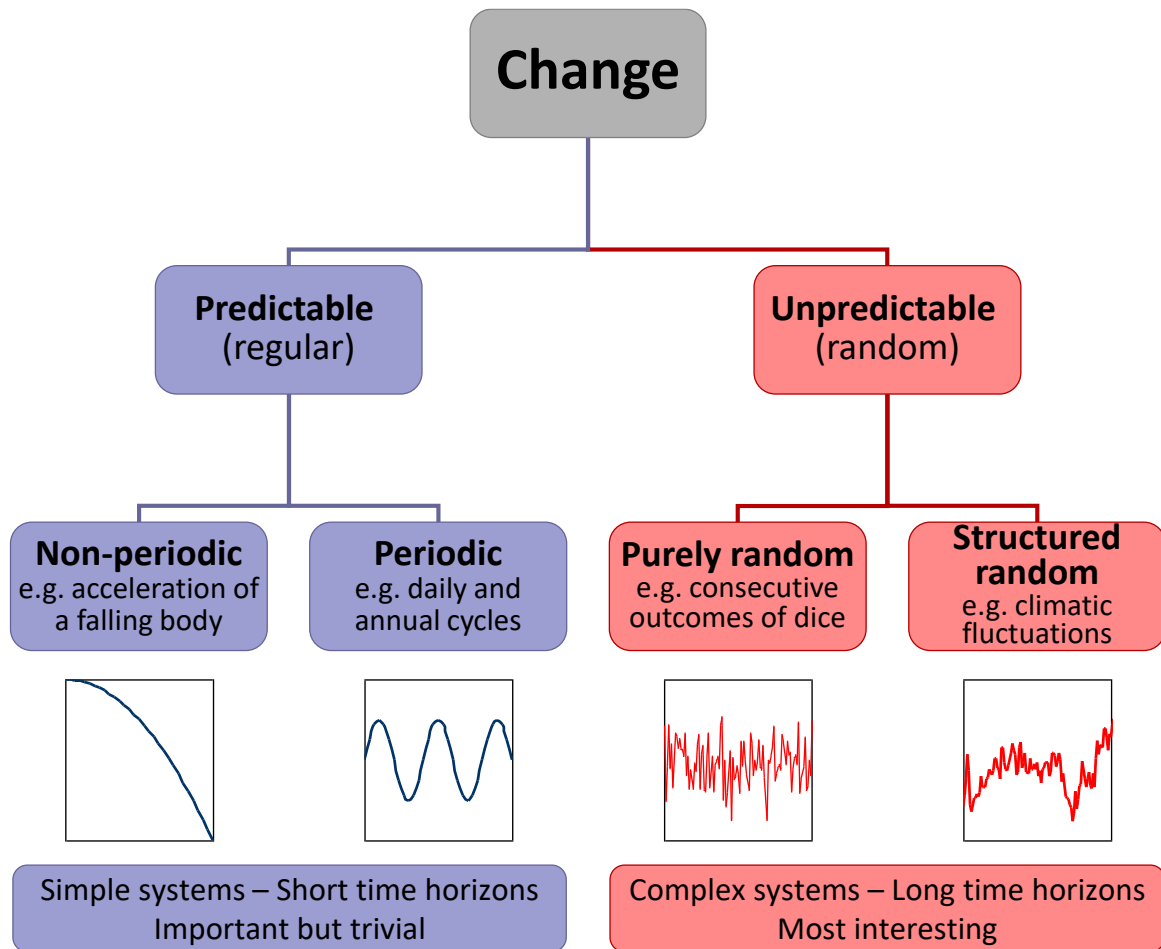 Change
Predictable
(regular)
Unpredictable
(random)
Non-periodic
e.g. acceleration of
a falling body
Periodic
e.g. daily and
annual cycles
Purely random
e.g. consecutive
outcomes of dice
Structured
random
e.g. climatic
fluctuations
Simple systems – Short time horizons
Important but trivial
Complex systems – Long time horizons
Most interesting